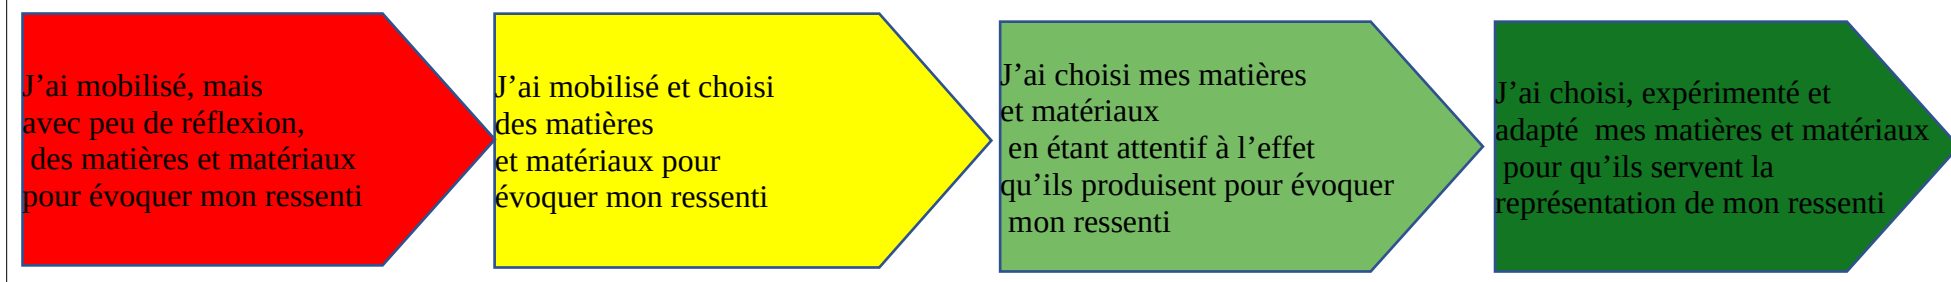 J’ai mobilisé, mais
avec peu de réflexion,
des matières et matériaux
pour évoquer mon ressenti
J’ai mobilisé et choisi
des matières
et matériaux pour
évoquer mon ressenti
J’ai choisi mes matières
et matériaux
en étant attentif à l’effet
qu’ils produisent pour évoquer
mon ressenti
J’ai choisi, expérimenté et
adapté  mes matières et matériaux
pour qu’ils servent la
représentation de mon ressenti